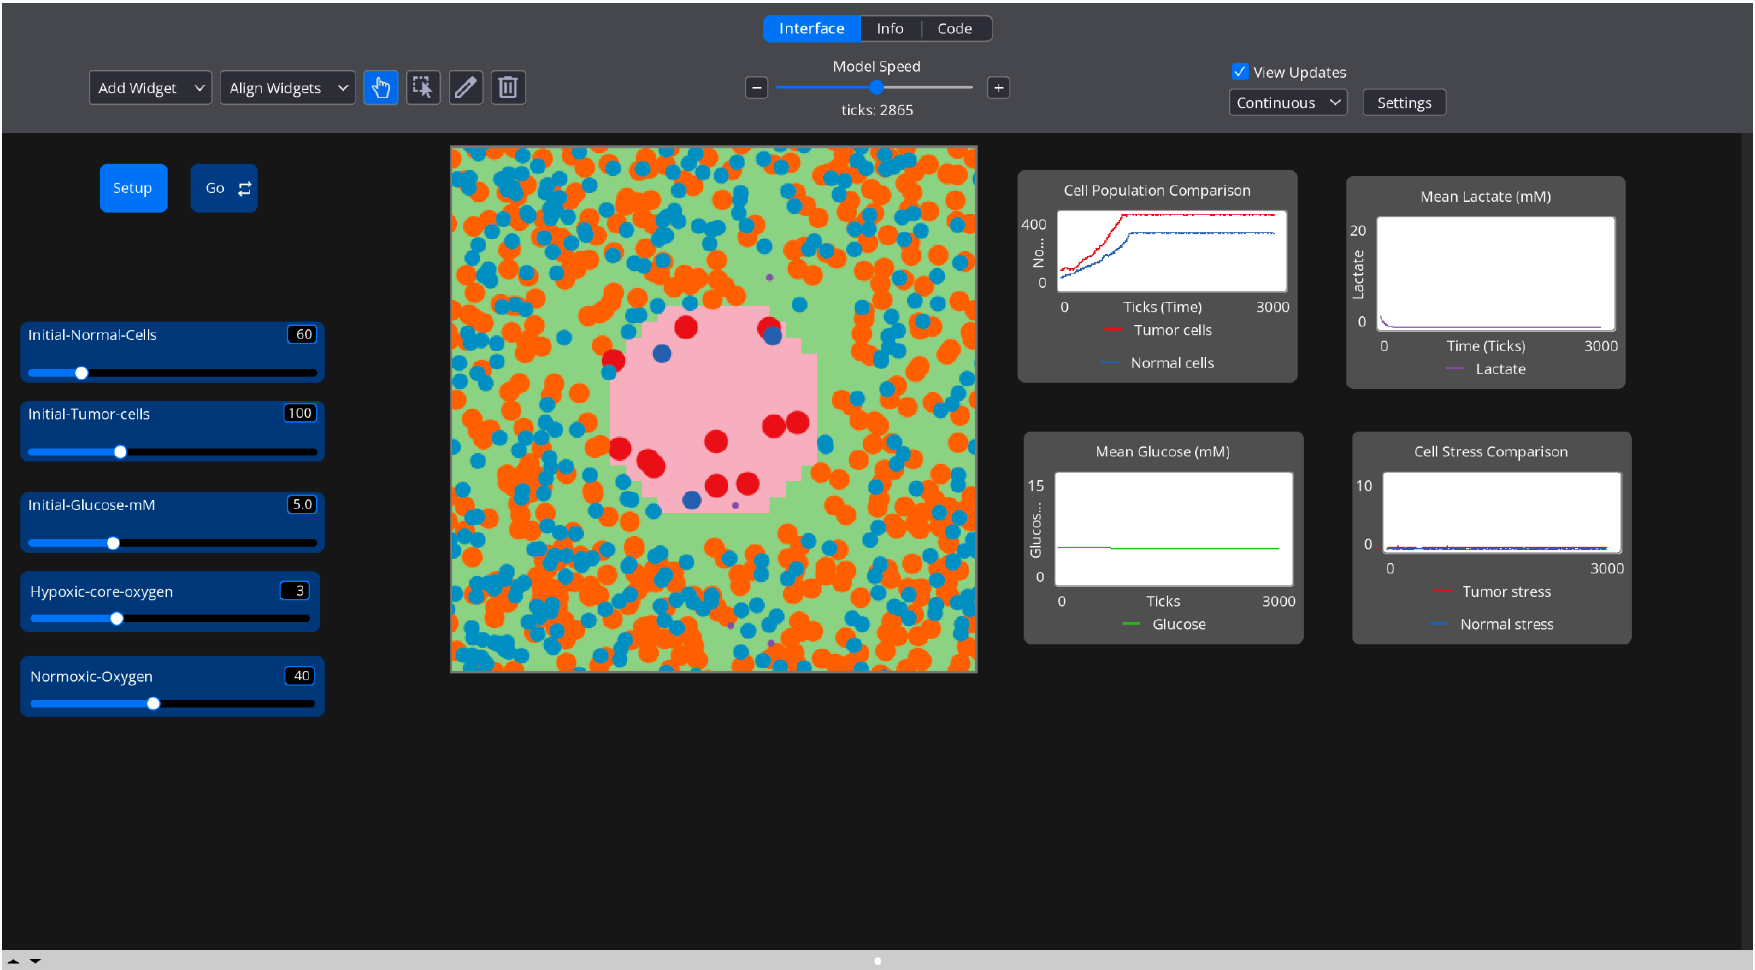 Interface
Info
Code
Add Widget
Align Widgets
Model Speed
ticks: 2865
View Updates
Continuous
Settings
Setup
Go
Initial-Normal-Cells
60
Initial-Tumor-cells
100
Initial-Glucose-mM
5.0
Hypoxic-core-oxygen
3
Normoxic-Oxygen
40
Cell Population Comparison
400
No...
0
0
Ticks (Time)
3000
Tumor cells
Normal cells
Mean Lactate (mM)
20
Lactate
0
0
Time (Ticks)
3000
Lactate
Mean Glucose (mM)
15
Glucos...
0
0
Ticks
3000
Glucose
Cell Stress Comparison
10
0
0
3000
Tumor stress
Normal stress